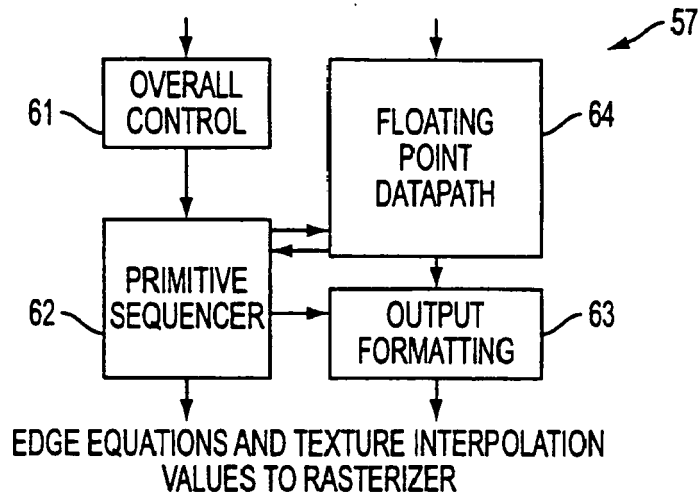 57
OVERALL
CONTROL
61
FLOATING
POINT
DATAPATH
64
PRIMITIVE
SEQUENCER
62
OUTPUT
FORMATTING
63
EDGE EQUATIONS AND TEXTURE INTERPOLATION
VALUES TO RASTERIZER